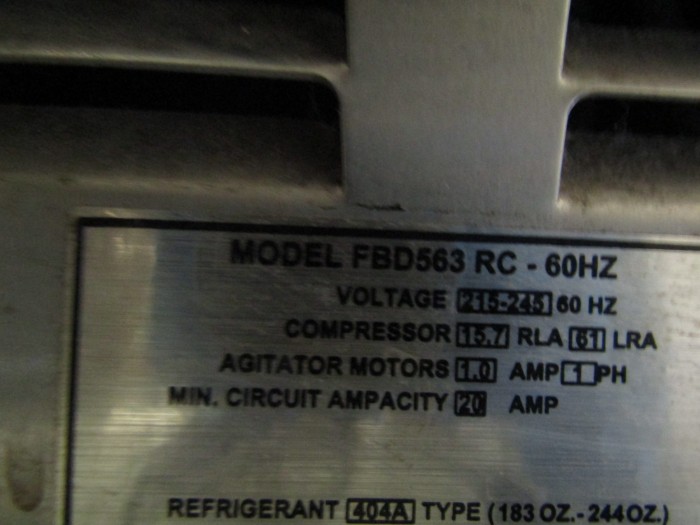 MODEL FBD563 RC - 60HZ
VOLTAGE 215-245 60 HZ
COMPRESSOR 15.7 RLA 61 LRA
AGITATOR MOTORS 1.0 AMP 1 PH
MIN. CIRCUIT AMPACITY 20 AMP
REFRIGERANT 404A TYPE (183 OZ.-244OZ.)